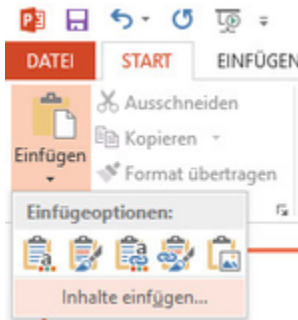 DATEI START EINFÜGEN
Ausschneiden
Kopieren
Einfügen
Format übertragen
Einfügeoptionen:
Inhalte einfügen...